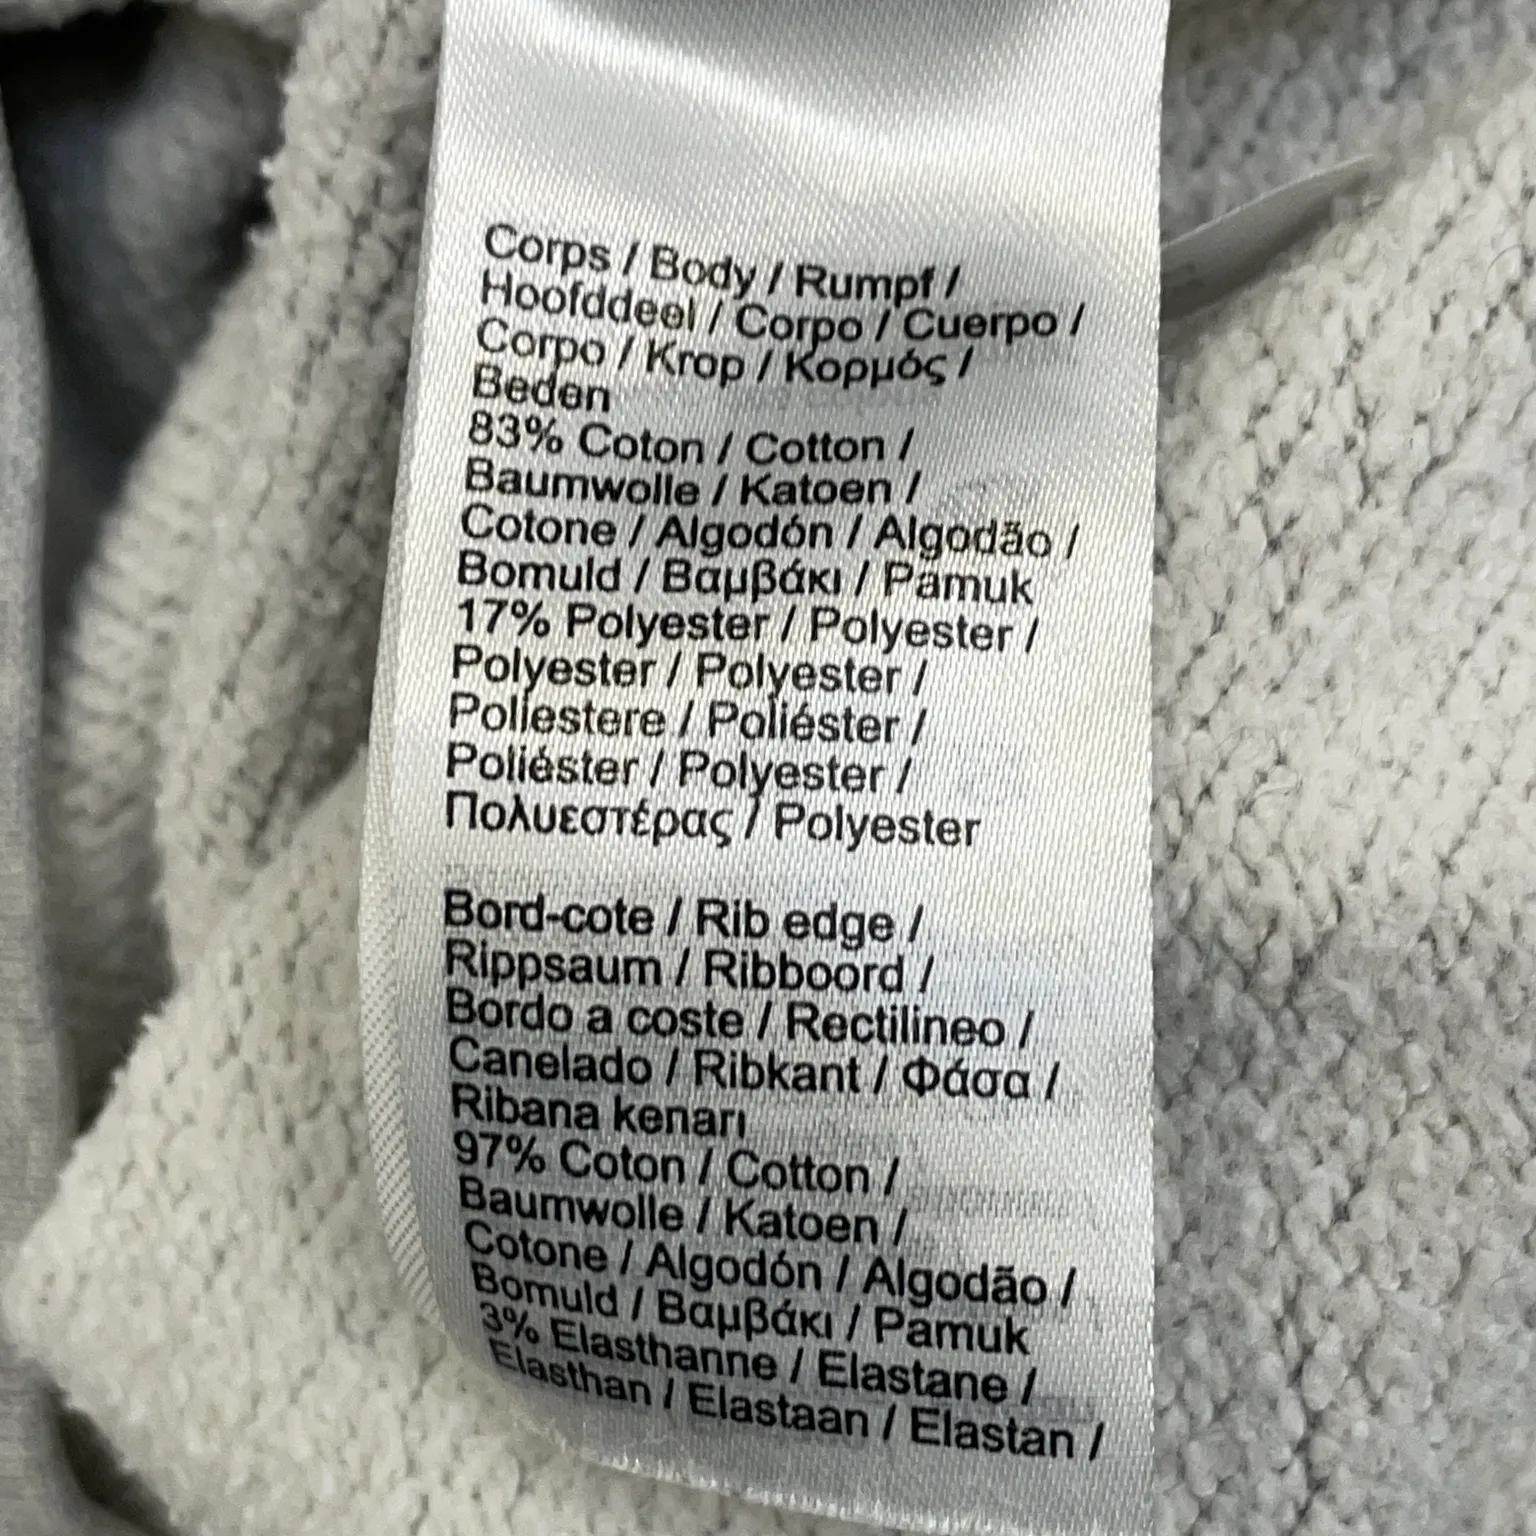 Corps / Body / Rumpf /
Hoofddeel / Corpo / Cuerpo /
Corpo / Krop / Κορμός /
Beden
83% Coton / Cotton /
Baumwolle / Katoen /
Cotone / Algodón / Algodão /
Bomuld / Βαμβάκι / Pamuk
17% Polyester / Polyester /
Polyester / Polyester /
Poliestere / Poliéster /
Poliéster / Polyester /
Πολυεστέρας / Polyester
Bord-cote / Rib edge /
Rippsaum / Ribboord /
Bordo a coste / Rectilineo /
Canelado / Ribkant / Φάσα /
Ribana kenarı
97% Coton / Cotton /
Baumwolle / Katoen /
Cotone / Algodón / Algodão /
Bomuld / Βαμβάκι / Pamuk
3% Elasthanne / Elastane /
Elasthan / Elastaan / Elastan /